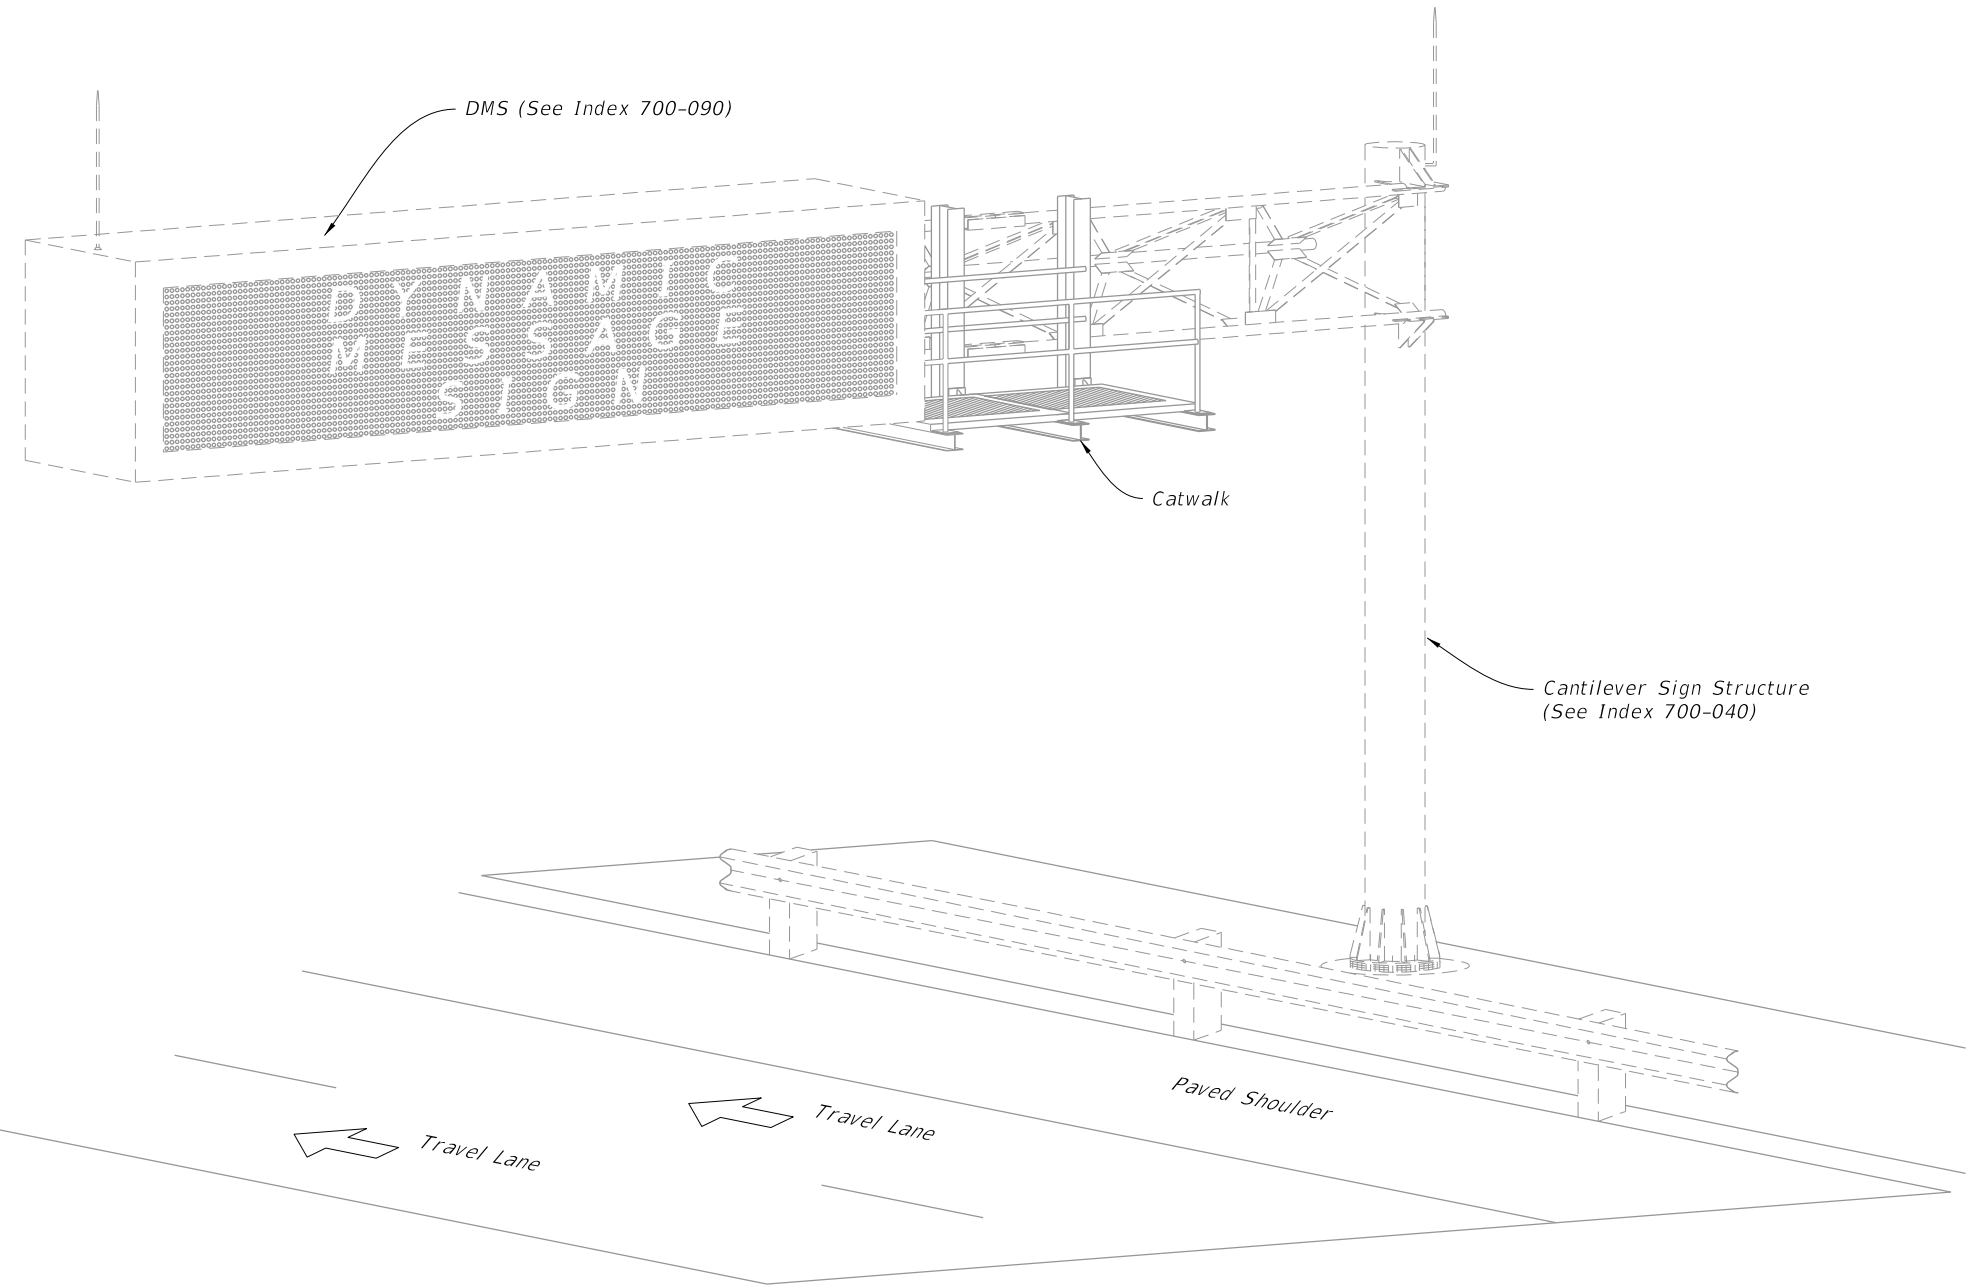 DMS (See Index 700-090)
DYNAMIC
MESSAGE
SIGN
Catwalk
Cantilever Sign Structure
(See Index 700-040)
Paved Shoulder
Travel Lane
Travel Lane